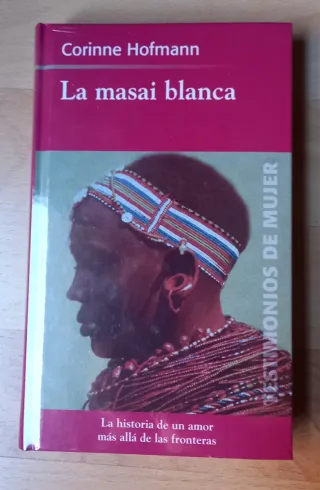 Corinne Hofmann
La masai blanca
TESTIMONIOS DE MUJER
La historia de un amor
más allá de las fronteras